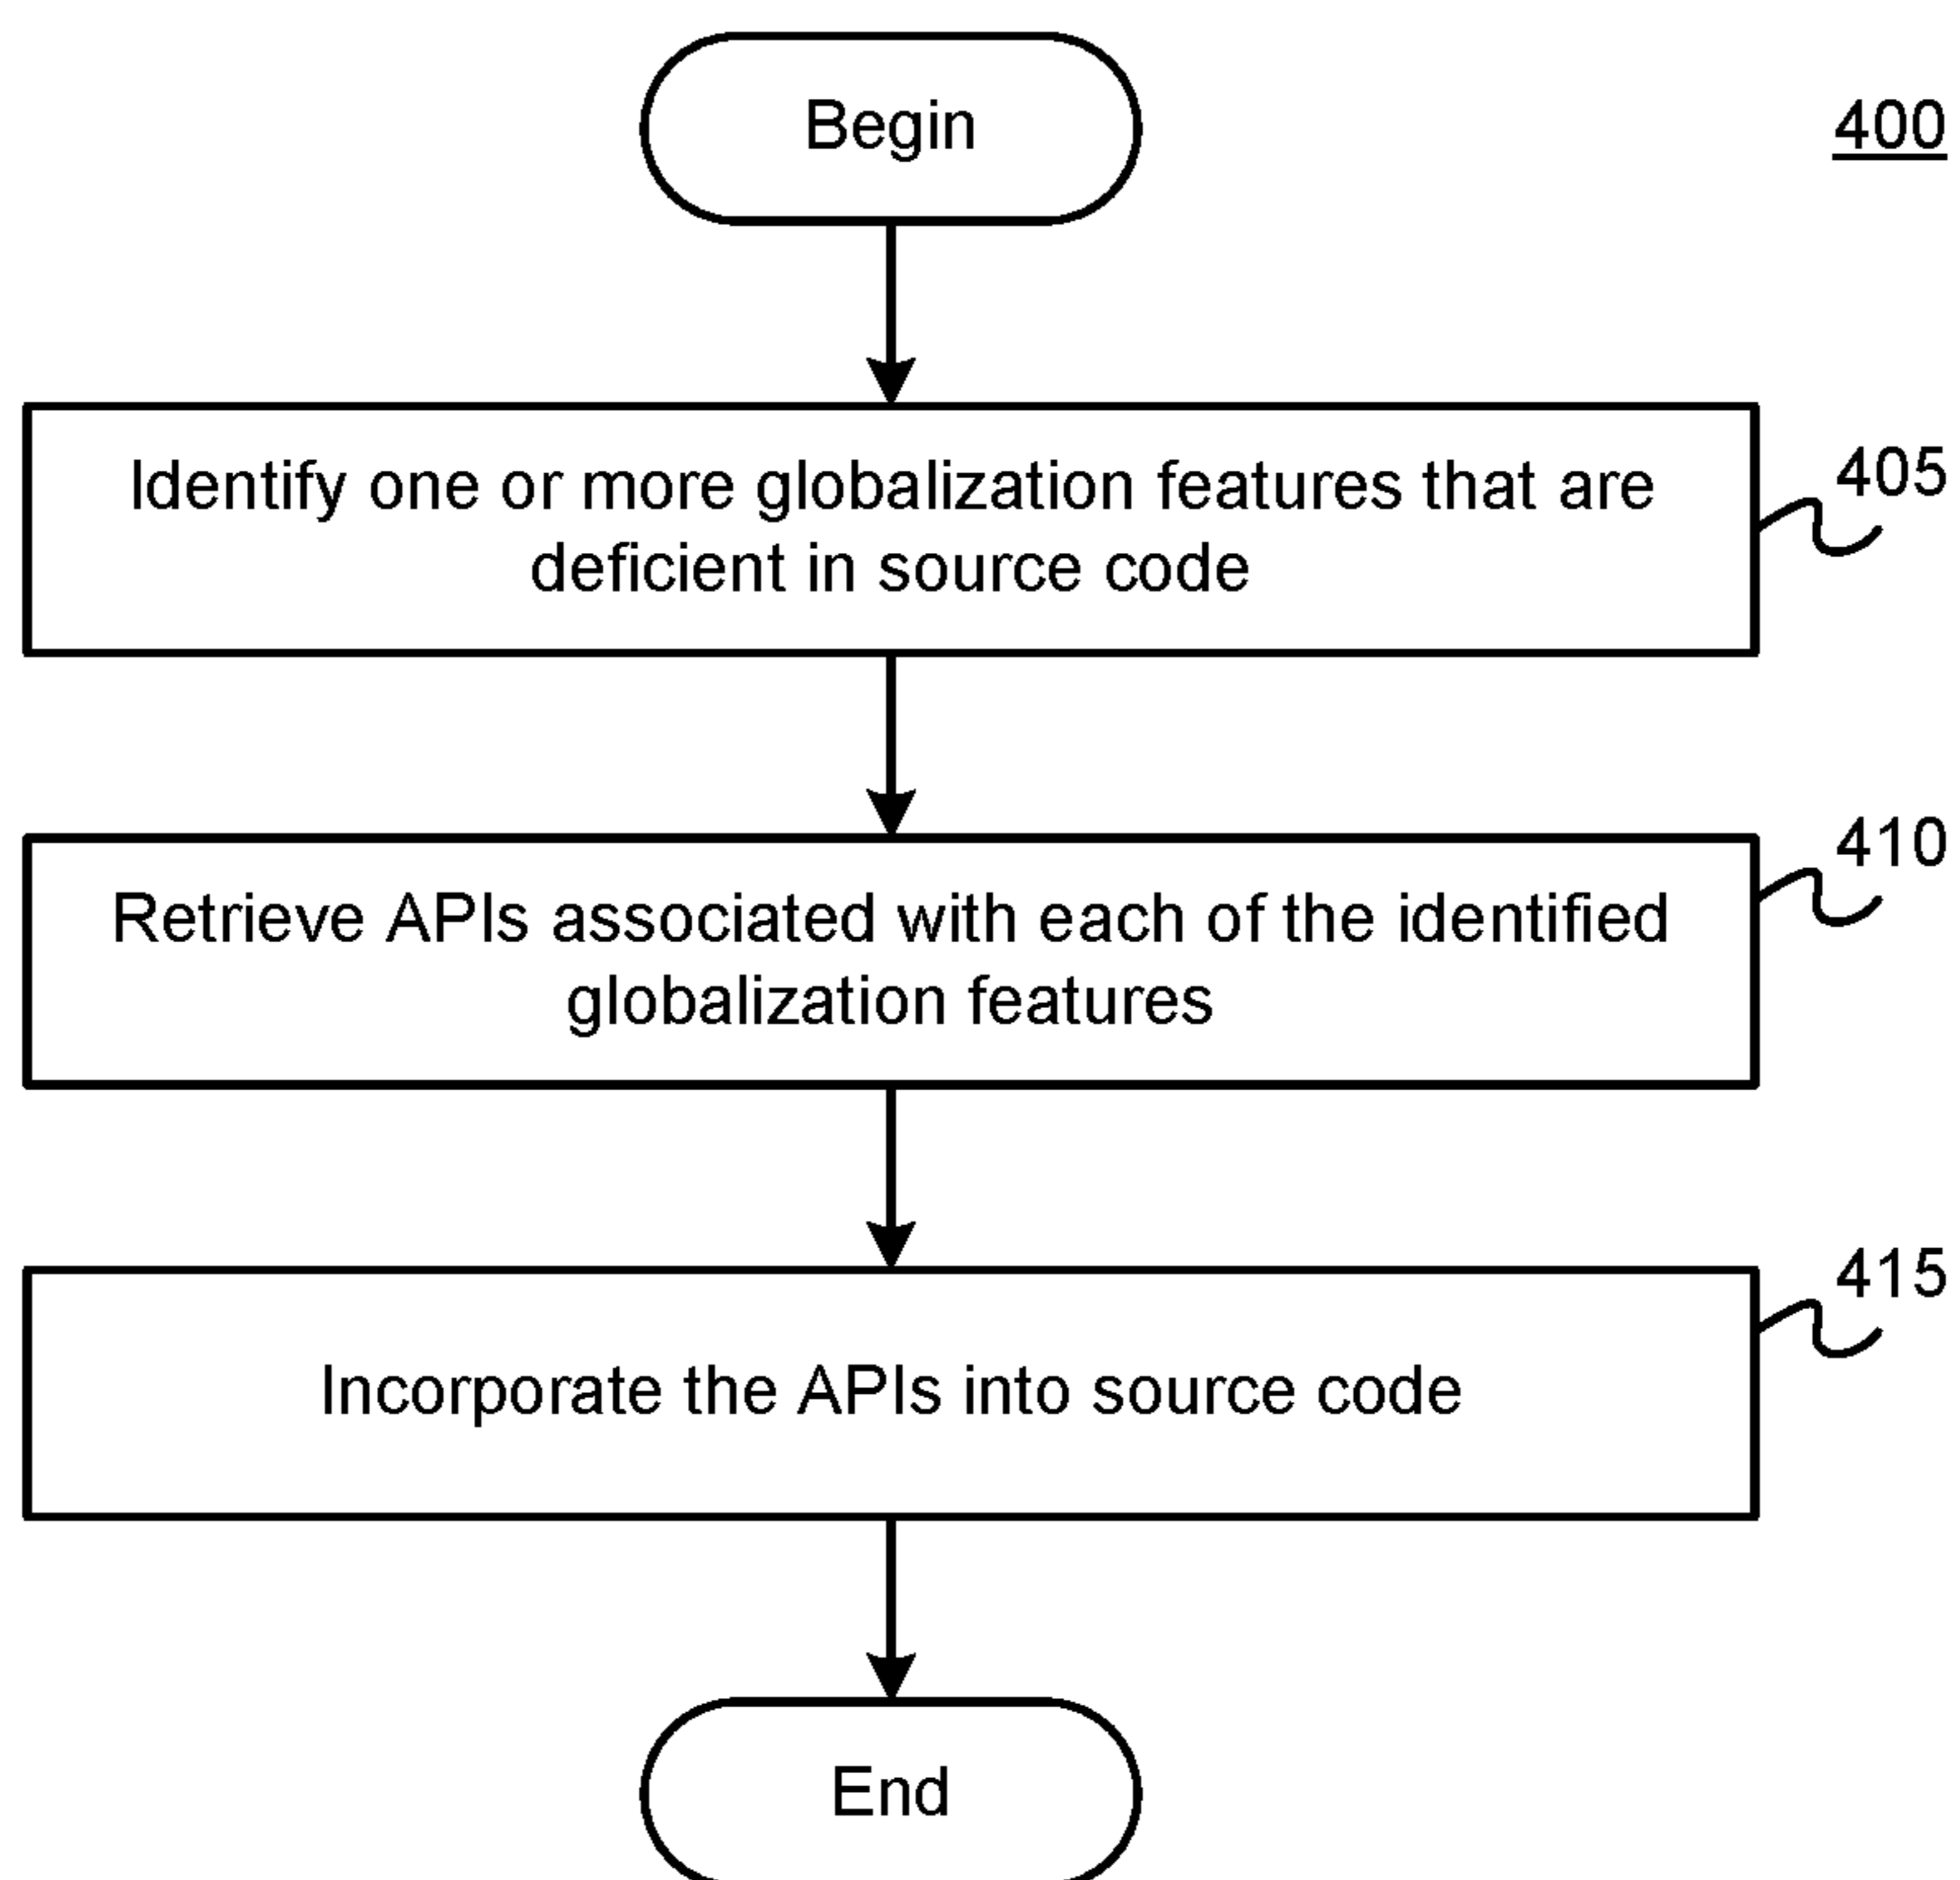 Begin
400
Identify one or more globalization features that are
deficient in source code
405
Retrieve APIs associated with each of the identified
globalization features
410
Incorporate the APIs into source code
415
End